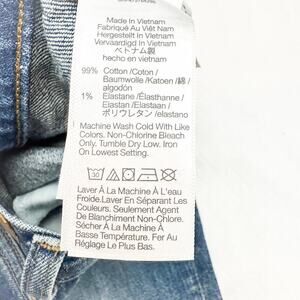 Made In Vietnam
Fabriqué Au Vietnam
Hergestellt in Vietnam
Vervaardigd In Vietnam
ベトナム製
hecho en vietnam
99% Cotton /Coton /
Baumwolle /Katoen /綿 /
algodón
1% Elastane /Élasthanne /
Elastan /Elastaan /
ポリウレタン /elastano
Machine Wash Cold With Like
Colors. Non-Chlorine Bleach
Only. Tumble Dry Low. Iron
On Lowest Setting.
Laver À La Machine À L'eau
Froide.Laver En Séparant Les
Couleurs. Seulement Agent
De Blanchiment Non-Chlore.
Sécher À La Machine À
Basse Température. Fer Au
Réglage Le Plus Bas.